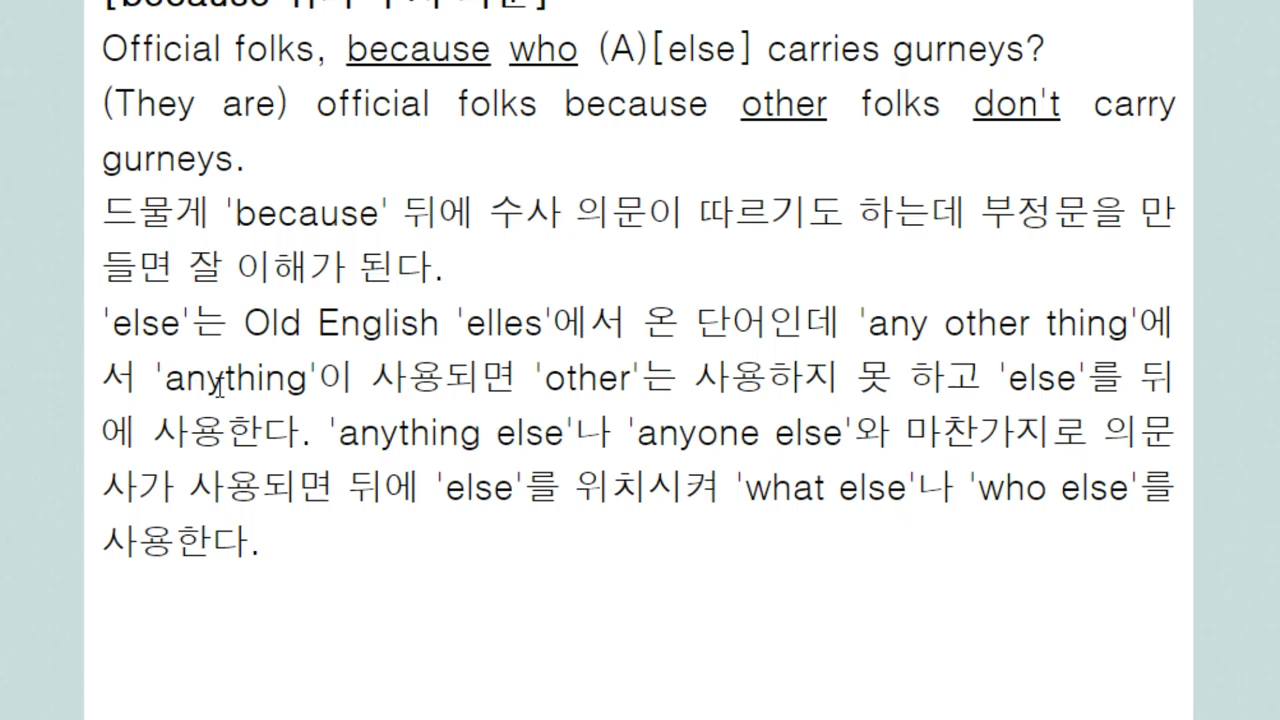 [because
Official folks, because who (A)[else] carries gurneys?
(They are) official folks because other folks don't carry
gurneys.
드물게 'because' 뒤에 수사 의문이 따르기도 하는데 부정문을 만
들면 잘 이해가 된다.
'else'는 Old English 'elles'에서 온 단어인데 'any other thing'에
서 'anything'이 사용되면 'other'는 사용하지 못 하고 'else'를 뒤
에 사용한다. 'anything else'나 'anyone else'와 마찬가지로 의문
사가 사용되면 뒤에 'else'를 위치시켜 'what else'나 'who else'를
사용한다.